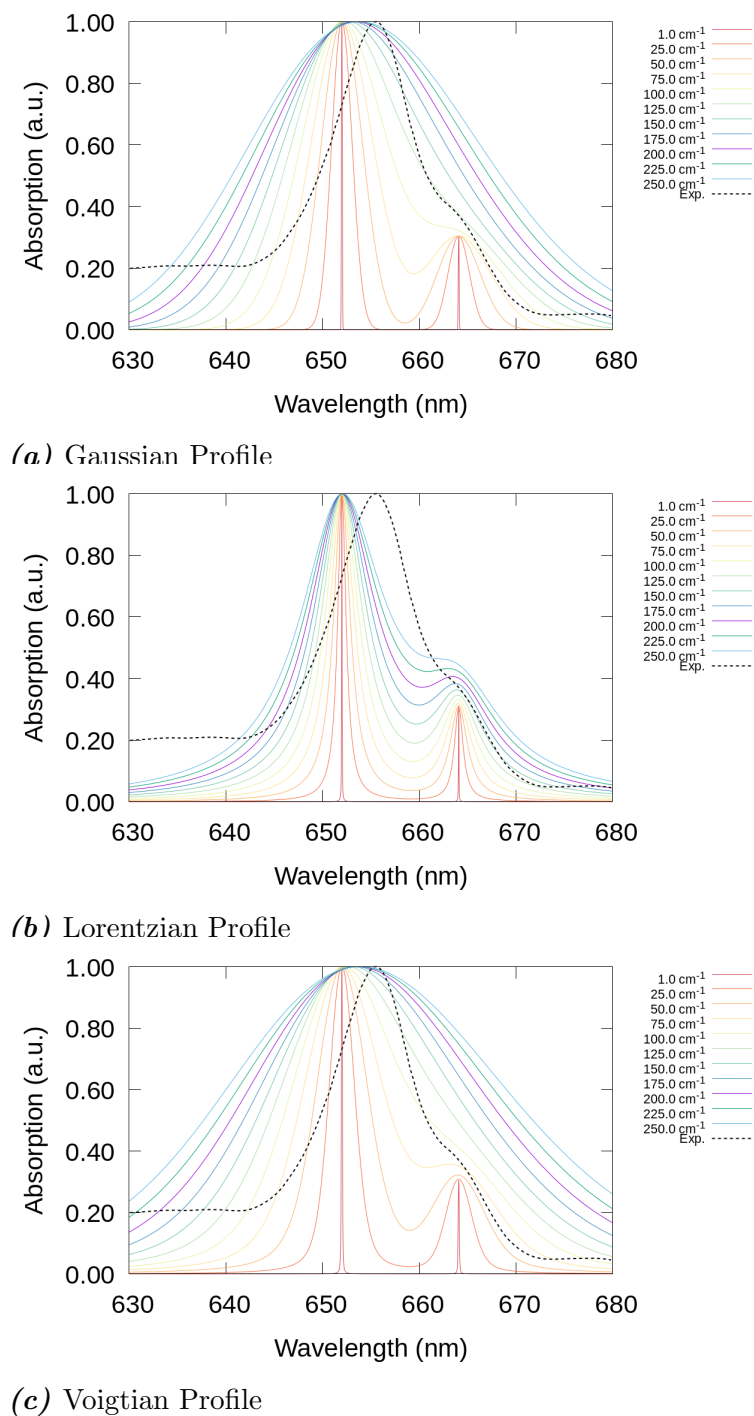 1.00
0.80
0.60
0.40
0.20
0.00
Absorption (a.u.)
630 640 650 660 670 680
Wavelength (nm)
1.0 cm-1
25.0 cm-1
50.0 cm-1
75.0 cm-1
100.0 cm-1
125.0 cm-1
150.0 cm-1
175.0 cm-1
200.0 cm-1
225.0 cm-1
250.0 cm-1
Exp.
(a) Gaussian Profile
1.00
0.80
0.60
0.40
0.20
0.00
Absorption (a.u.)
630 640 650 660 670 680
Wavelength (nm)
1.0 cm-1
25.0 cm-1
50.0 cm-1
75.0 cm-1
100.0 cm-1
125.0 cm-1
150.0 cm-1
175.0 cm-1
200.0 cm-1
225.0 cm-1
250.0 cm-1
Exp.
(b) Lorentzian Profile
1.00
0.80
0.60
0.40
0.20
0.00
Absorption (a.u.)
630 640 650 660 670 680
Wavelength (nm)
1.0 cm-1
25.0 cm-1
50.0 cm-1
75.0 cm-1
100.0 cm-1
125.0 cm-1
150.0 cm-1
175.0 cm-1
200.0 cm-1
225.0 cm-1
250.0 cm-1
Exp.
(c) Voigtian Profile